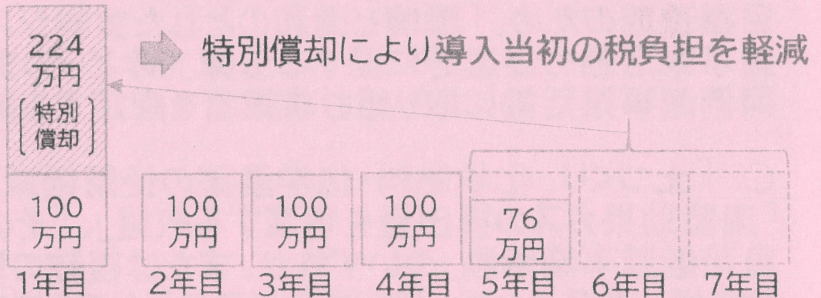 224
万円
特別
償却
特別償却により導入当初の税負担を軽減
100
万円
100
万円
100
万円
100
万円
76
万円
1年目
2年目
3年目
4年目
5年目
6年目
7年目